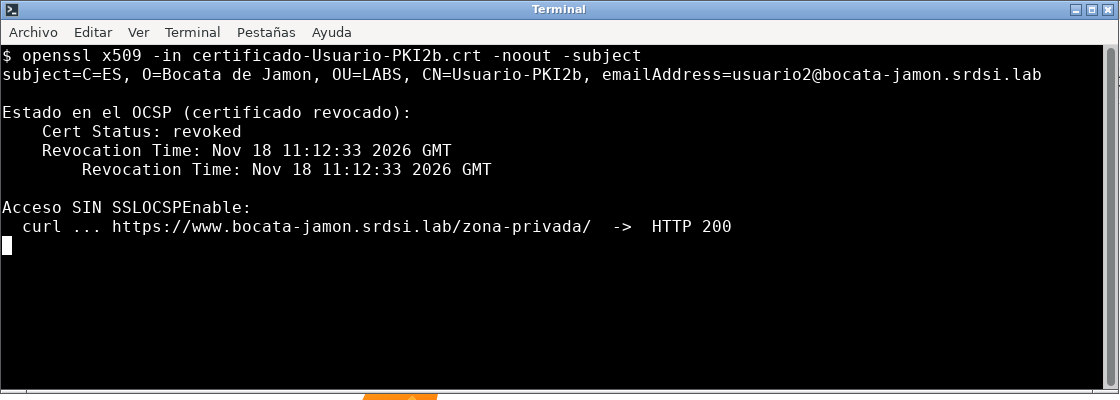 Terminal
Archivo Editar Ver Terminal Pestañas Ayuda
$ openssl x509 -in certificado-Usuario-PKI2b.crt -noout -subject
subject=C=ES, O=Bocata de Jamon, OU=LABS, CN=Usuario-PKI2b, emailAddress=usuario2@bocata-jamon.srdsi.lab
Estado en el OCSP (certificado revocado):
    Cert Status: revoked
    Revocation Time: Nov 18 11:12:33 2026 GMT
        Revocation Time: Nov 18 11:12:33 2026 GMT
Acceso SIN SSLOCSPEnable:
  curl ... https://www.bocata-jamon.srdsi.lab/zona-privada/  ->  HTTP 200